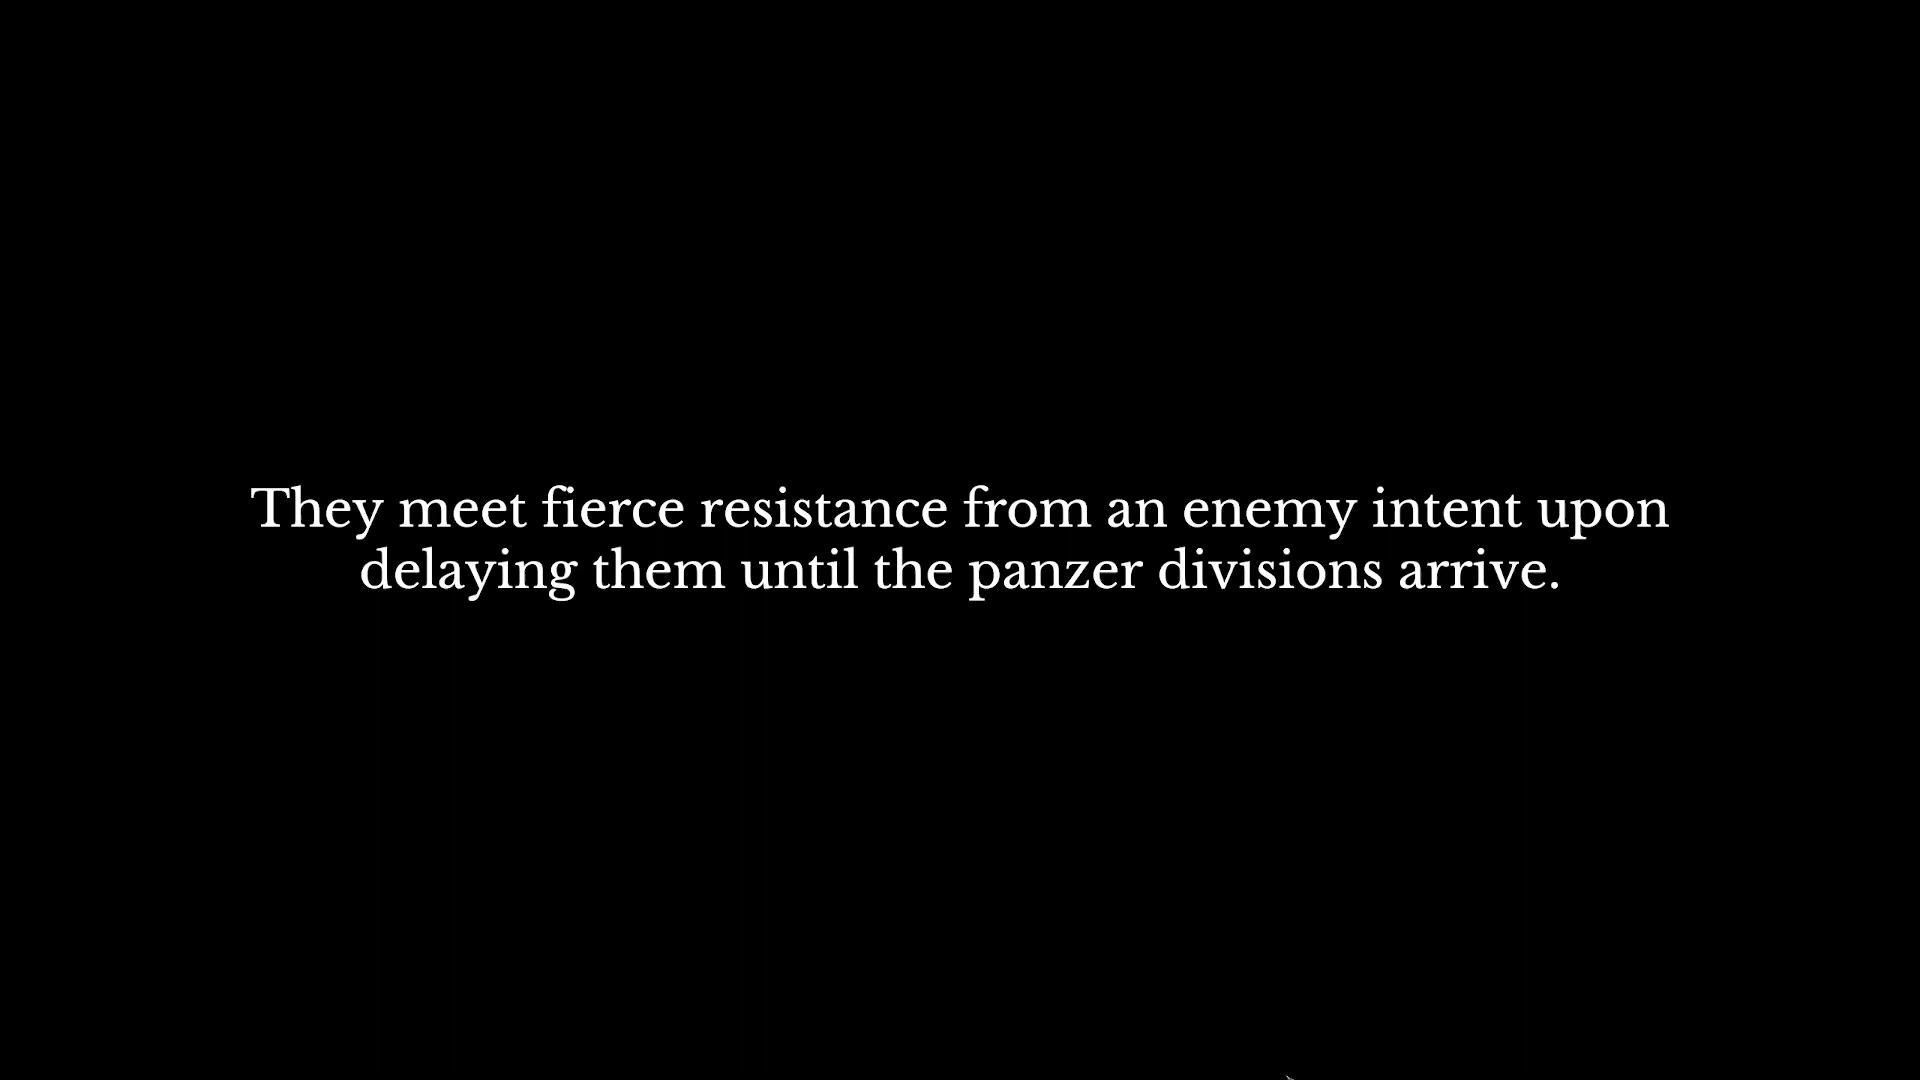 They meet fierce resistance from an enemy intent upon
delaying them until the panzer divisions arrive.